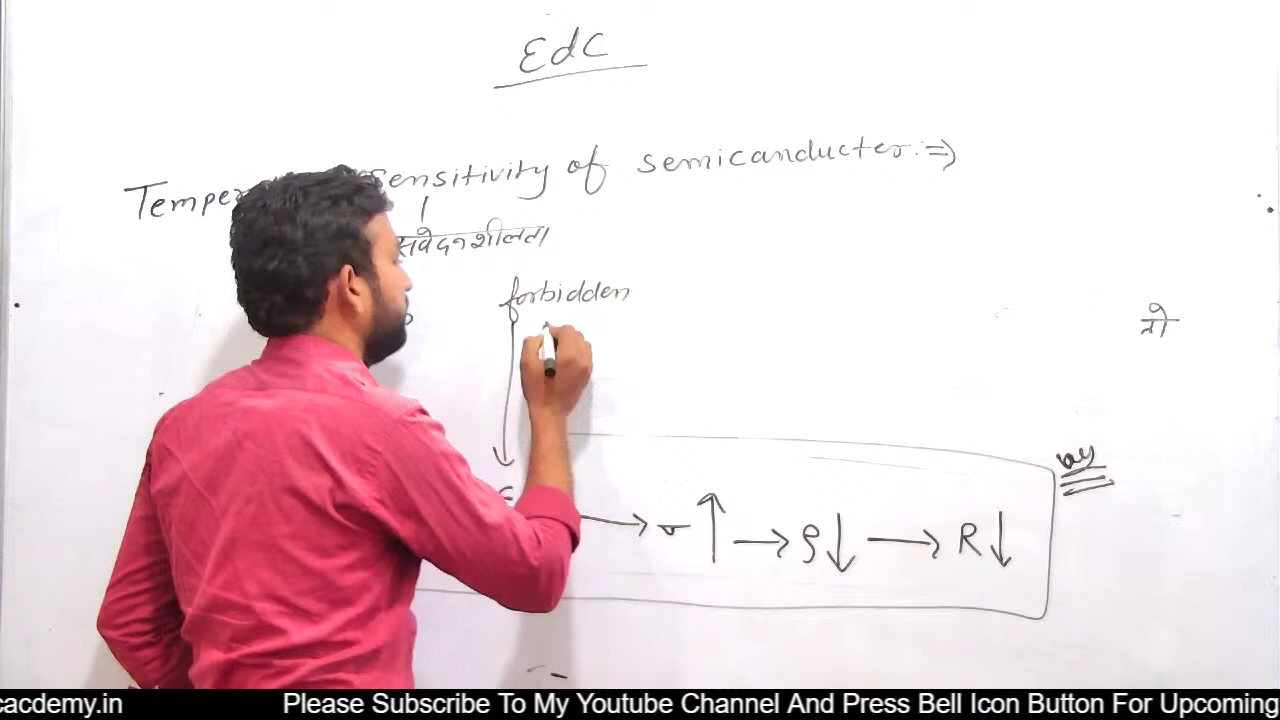 EdC
Temper sensitivity of semicanducter :⇒
संवेदनशीलता
forbidden
तो
σ ↑ → ρ ↓ → R ↓
cacdemy.in Please Subscribe To My Youtube Channel And Press Bell Icon Button For Upcoming